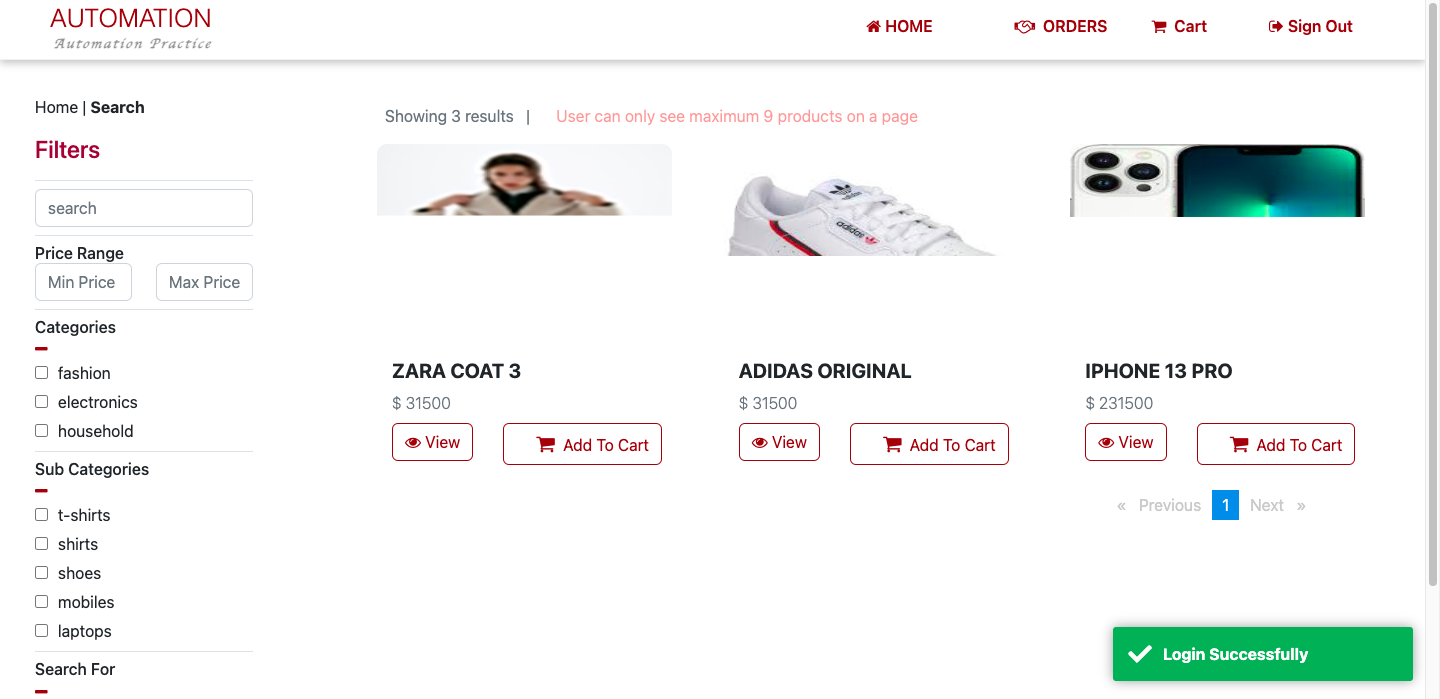 AUTOMATION
Automation Practice
HOME
ORDERS
Cart
Sign Out
Home | Search
Showing 3 results |
User can only see maximum 9 products on a page
Filters
search
Price Range
Min Price
Max Price
Categories
fashion
electronics
household
Sub Categories
t-shirts
shirts
shoes
mobiles
laptops
Search For
adidas
ZARA COAT 3
$ 31500
View
Add To Cart
ADIDAS ORIGINAL
$ 31500
View
Add To Cart
IPHONE 13 PRO
$ 231500
View
Add To Cart
« Previous 1 Next »
Login Successfully